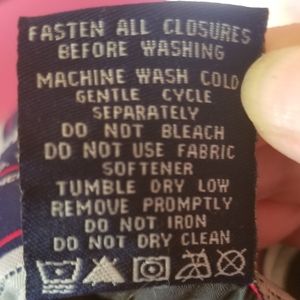 FASTEN ALL CLOSURES
BEFORE WASHING
MACHINE WASH COLD
GENTLE CYCLE
SEPARATELY
DO NOT BLEACH
DO NOT USE FABRIC
SOFTENER
TUMBLE DRY LOW
REMOVE PROMPTLY
DO NOT IRON
DO NOT DRY CLEAN